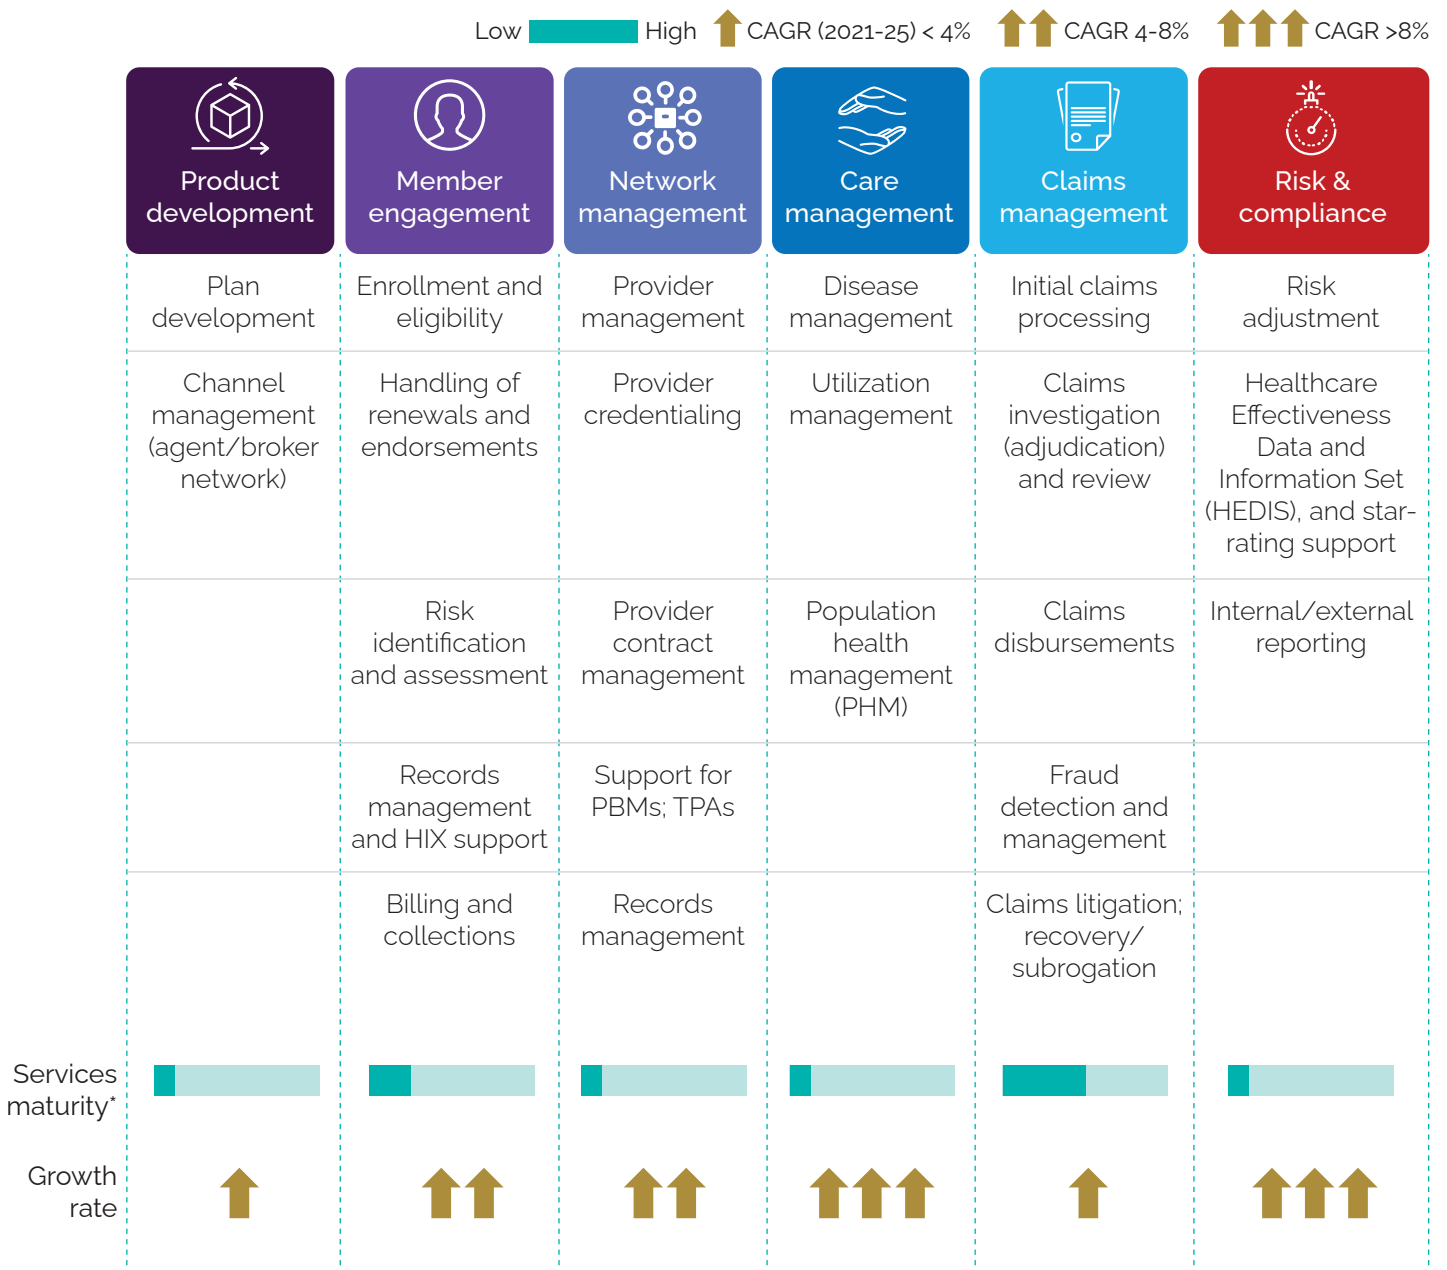 Low High CAGR (2021-25) < 4% CAGR 4-8% CAGR >8%
Product
development
Member
engagement
Network
management
Care
management
Claims
management
Risk &
compliance
Plan
development
Enrollment and
eligibility
Provider
management
Disease
management
Initial claims
processing
Risk
adjustment
Channel
management
(agent/broker
network)
Handling of
renewals and
endorsements
Provider
credentialing
Utilization
management
Claims
investigation
(adjudication)
and review
Healthcare
Effectiveness
Data and
Information Set
(HEDIS), and star-
rating support
Risk
identification
and assessment
Provider
contract
management
Population
health
management
(PHM)
Claims
disbursements
Internal/external
reporting
Records
management
and HIX support
Support for
PBMs; TPAs
Fraud
detection and
management
Billing and
collections
Records
management
Claims litigation;
recovery/
subrogation
Services
maturity*
Growth
rate